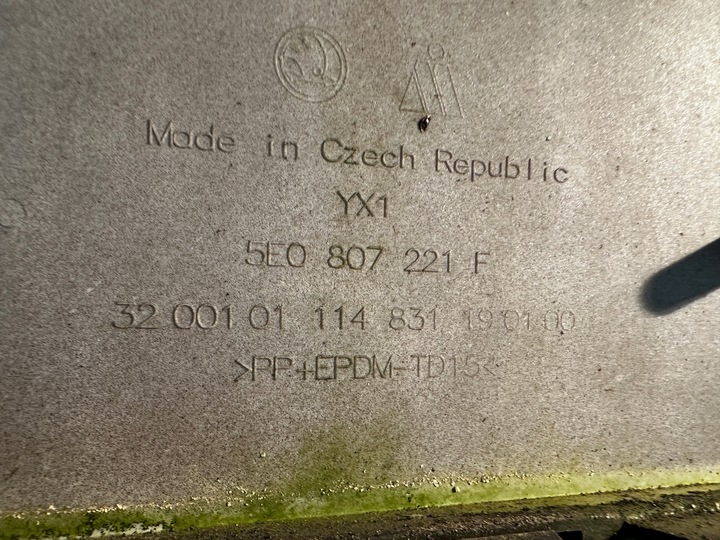 Made in Czech Republic
YX1
5E0 807 221 F
32 001 01 114 831 19 01 00
>PP+EPDM-TD15<